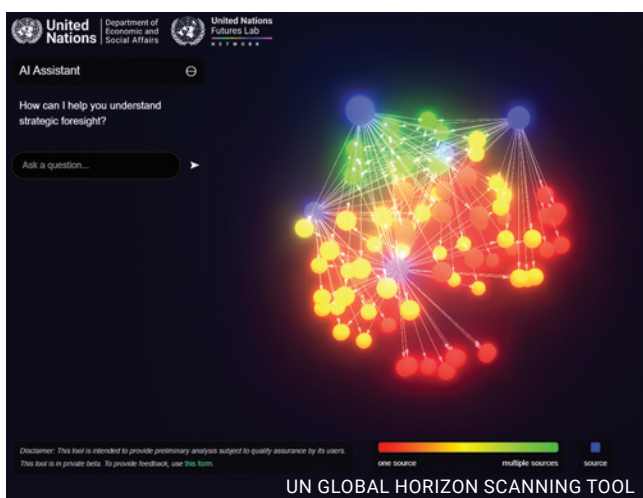 United
Nations
Department of
Economic and
Social Affairs
United Nations
Futures Lab
NETWORK
AI Assistant
How can I help you understand
strategic foresight?
Ask a question...
Disclaimer: This tool is intended to provide preliminary analysis subject to quality assurance by its users.
This tool is in private beta. To provide feedback, use this form.
one source
multiple sources
source
UN GLOBAL HORIZON SCANNING TOOL